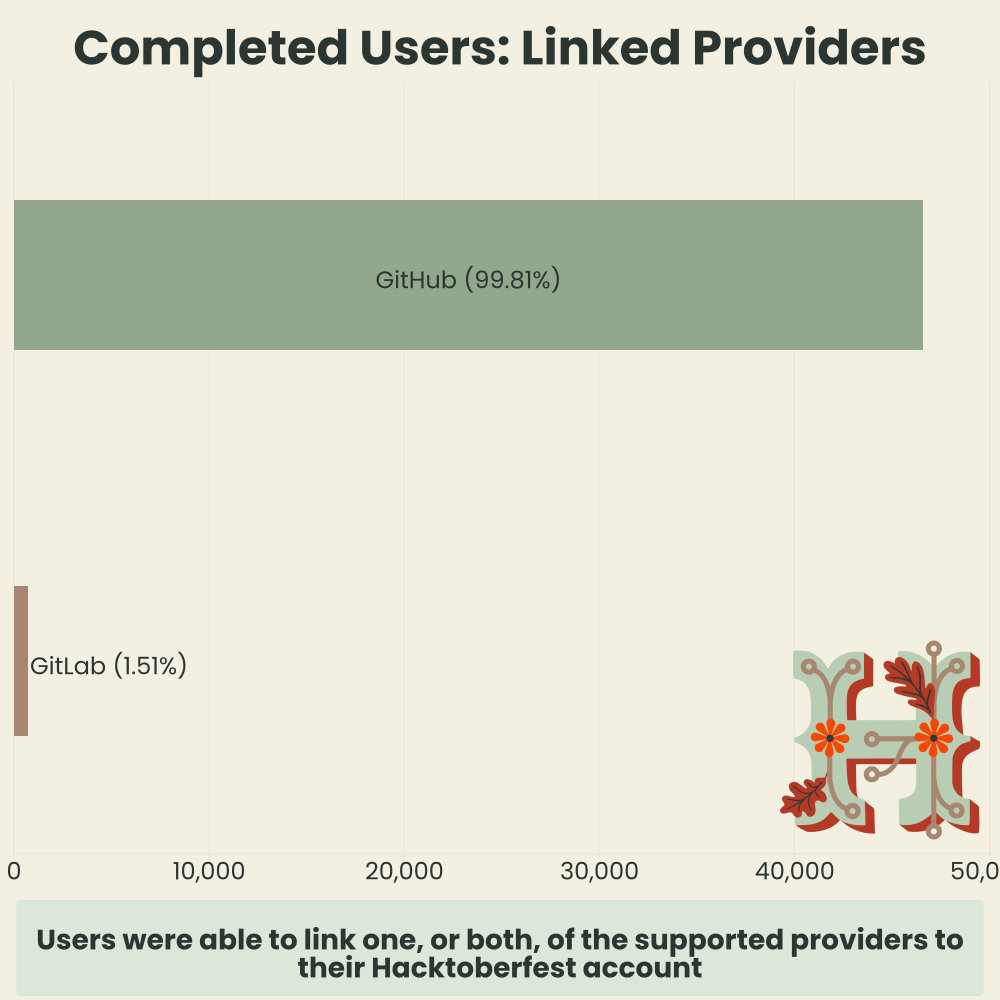 Completed Users: Linked Providers
GitHub (99.81%)
GitLab (1.51%)
0 10,000 20,000 30,000 40,000 50,0
Users were able to link one, or both, of the supported providers to
their Hacktoberfest account